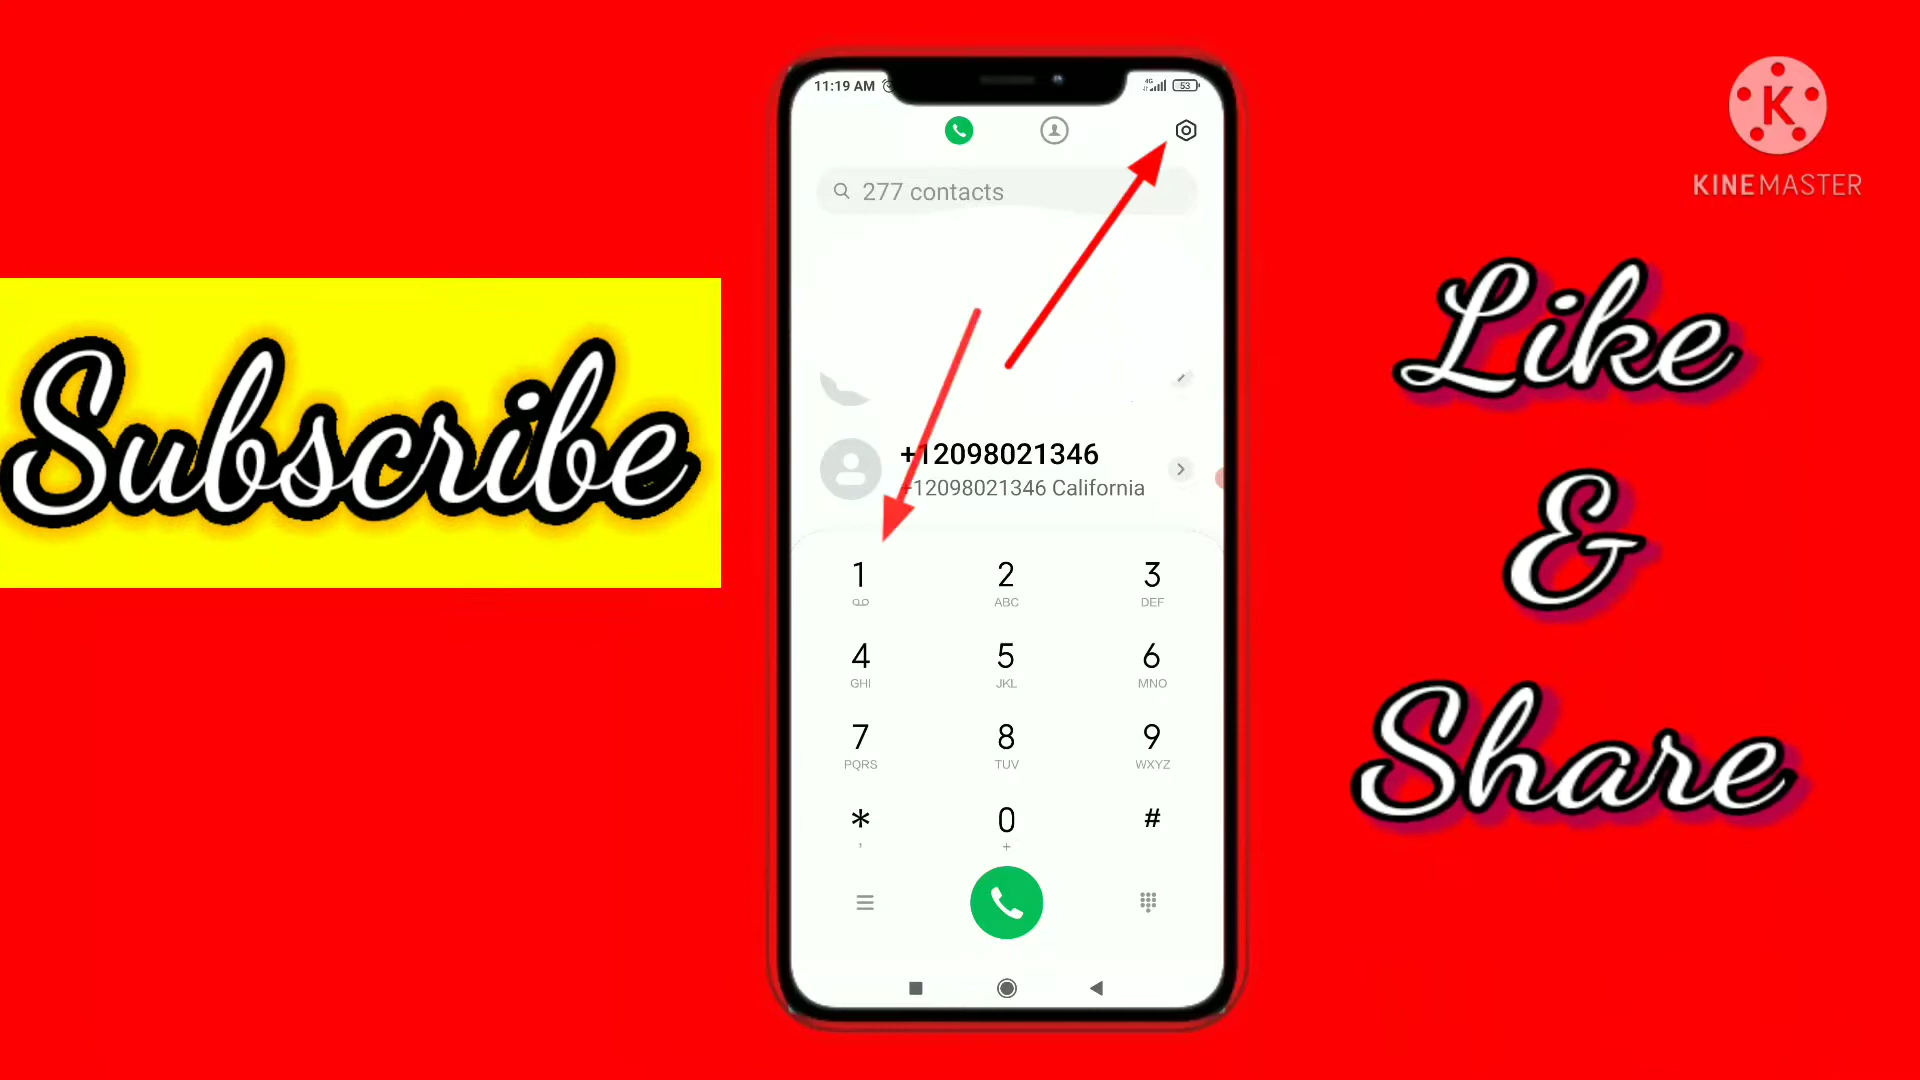 11:19 AM
4G
53
277 contacts
+12098021346
+12098021346 California
1
2
ABC
3
DEF
4
GHI
5
JKL
6
MNO
7
PQRS
8
TUV
9
WXYZ
*
,
0
+
#
Subscribe
K
KINEMASTER
Like
&
Share